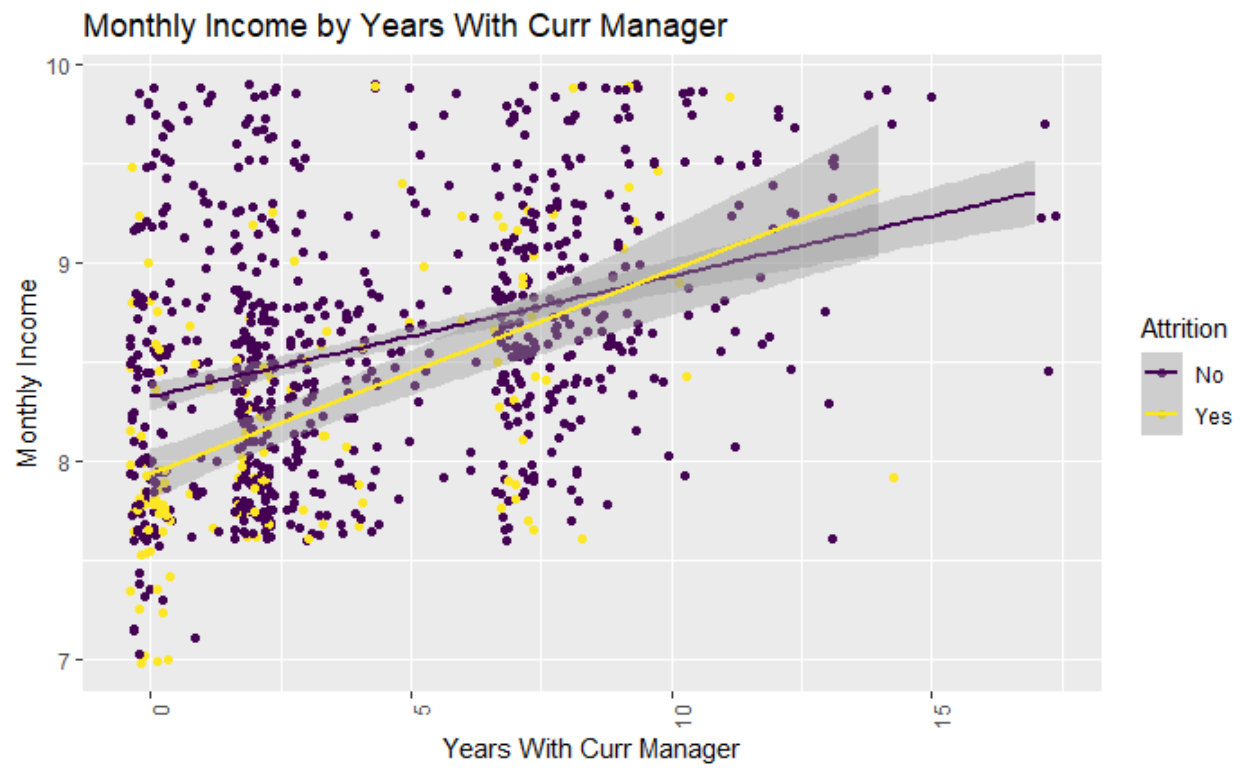 Monthly Income by Years With Curr Manager
10
9
8
7
Monthly Income
0
5
10
15
Years With Curr Manager
Attrition
No
Yes